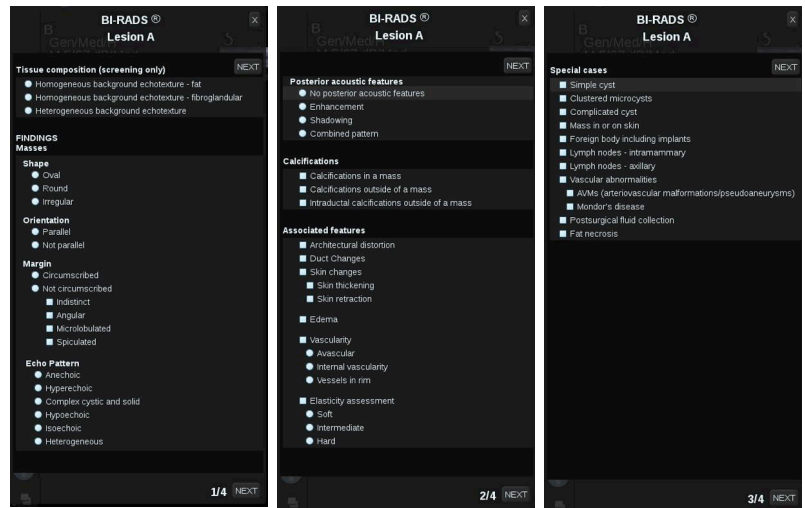 BI-RADS ®
X
Lesion A
NEXT
Tissue composition (screening only)
Homogeneous background echotexture - fat
Homogeneous background echotexture - fibroglandular
Heterogeneous background echotexture
FINDINGS
Masses
Shape
Oval
Round
Irregular
Orientation
Parallel
Not parallel
Margin
Circumscribed
Not circumscribed
Indistinct
Angular
Microlobulated
Spiculated
Echo Pattern
Anechoic
Hyperechoic
Complex cystic and solid
Hypoechoic
Isoechoic
Heterogeneous
1/4 NEXT
BI-RADS ®
X
Lesion A
NEXT
Posterior acoustic features
No posterior acoustic features
Enhancement
Shadowing
Combined pattern
Calcifications
Calcifications in a mass
Calcifications outside of a mass
Intraductal calcifications outside of a mass
Associated features
Architectural distortion
Duct Changes
Skin changes
Skin thickening
Skin retraction
Edema
Vascularity
Avascular
Internal vascularity
Vessels in rim
Elasticity assessment
Soft
Intermediate
Hard
2/4 NEXT
BI-RADS ®
X
Lesion A
NEXT
Special cases
Simple cyst
Clustered microcysts
Complicated cyst
Mass in or on skin
Foreign body including implants
Lymph nodes - intramammary
Lymph nodes - axillary
Vascular abnormalities
AVMs (arteriovascular malformations/pseudoaneurysms)
Mondor's disease
Postsurgical fluid collection
Fat necrosis
3/4 NEXT